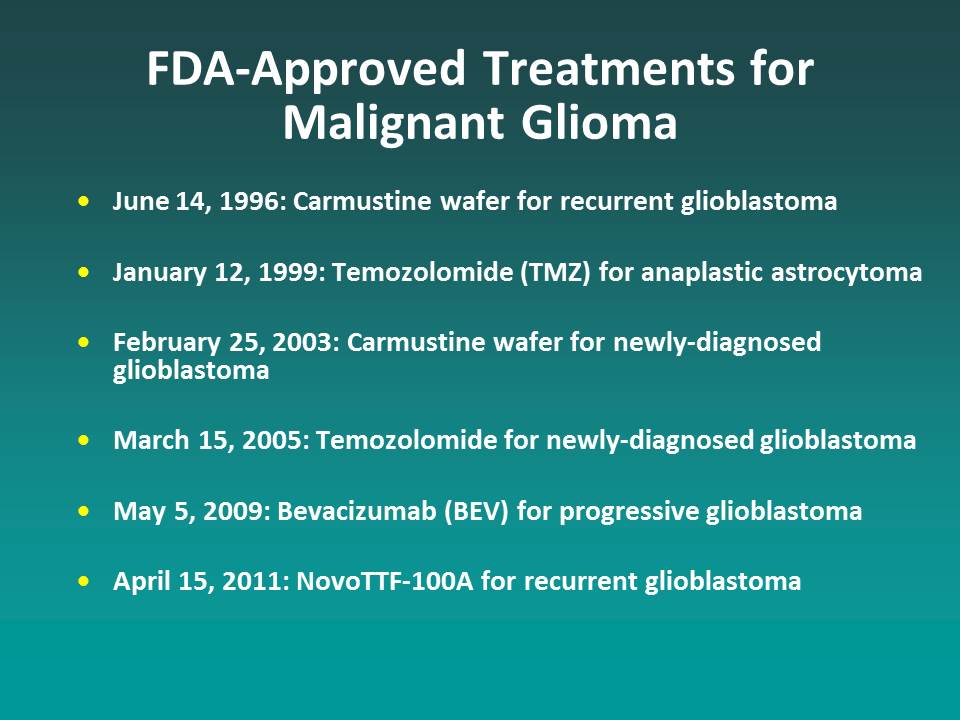 FDA-Approved Treatments for
Malignant Glioma
• June 14, 1996: Carmustine wafer for recurrent glioblastoma
• January 12, 1999: Temozolomide (TMZ) for anaplastic astrocytoma
• February 25, 2003: Carmustine wafer for newly-diagnosed
glioblastoma
• March 15, 2005: Temozolomide for newly-diagnosed glioblastoma
• May 5, 2009: Bevacizumab (BEV) for progressive glioblastoma
• April 15, 2011: NovoTTF-100A for recurrent glioblastoma